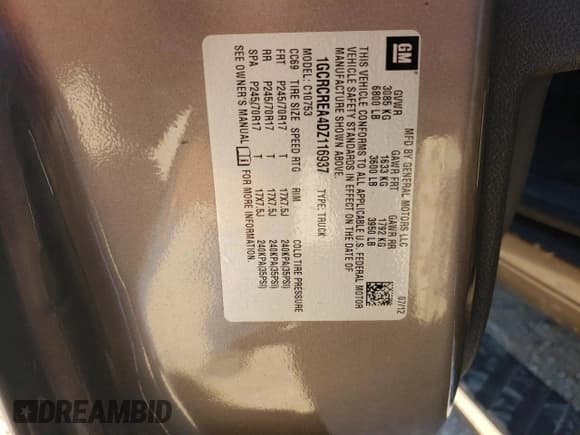 GM
MFD BY GENERAL MOTORS LLC
07/12
GVWR GAWR FRT GAWR RR
3085 KG 1633 KG 1792 KG
6800 LB 3600 LB 3950 LB
THIS VEHICLE CONFORMS TO ALL APPLICABLE U.S. FEDERAL MOTOR
VEHICLE SAFETY STANDARDS IN EFFECT ON THE DATE OF
MANUFACTURE SHOWN ABOVE.
1GCRCREA4DZ116937 TYPE: TRUCK
MODEL: C10753
CC69 TIRE SIZE SPEED RTG RIM COLD TIRE PRESSURE
FRT P245/70R17 T 17X7.5J 240KPA(35PSI)
RR P245/70R17 T 17X7.5J 240KPA(35PSI)
SPA P245/70R17 T 17X7.5J 240KPA(35PSI)
SEE OWNER'S MANUAL FOR MORE INFORMATION.
DREAMBID